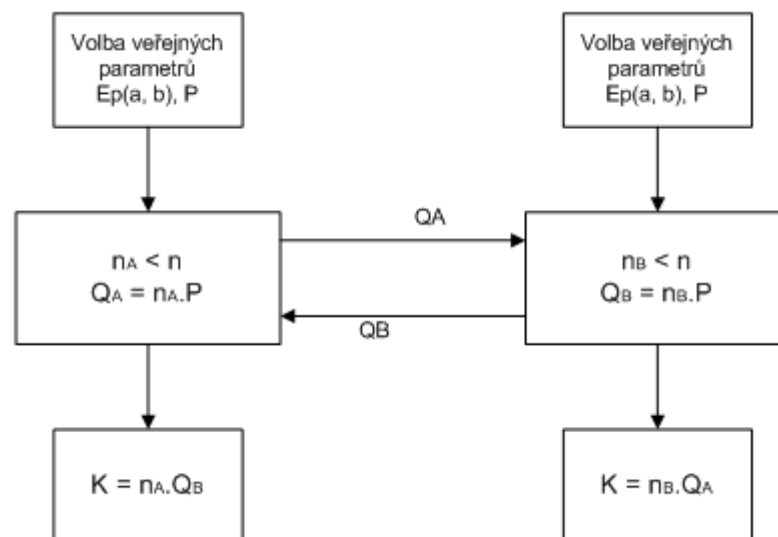 Volba veřejných
parametrů
Ep(a, b), P
Volba veřejných
parametrů
Ep(a, b), P
nA < n
QA = nA.P
QA
QB
nB < n
QB = nB.P
K = nA.QB
K = nB.QA